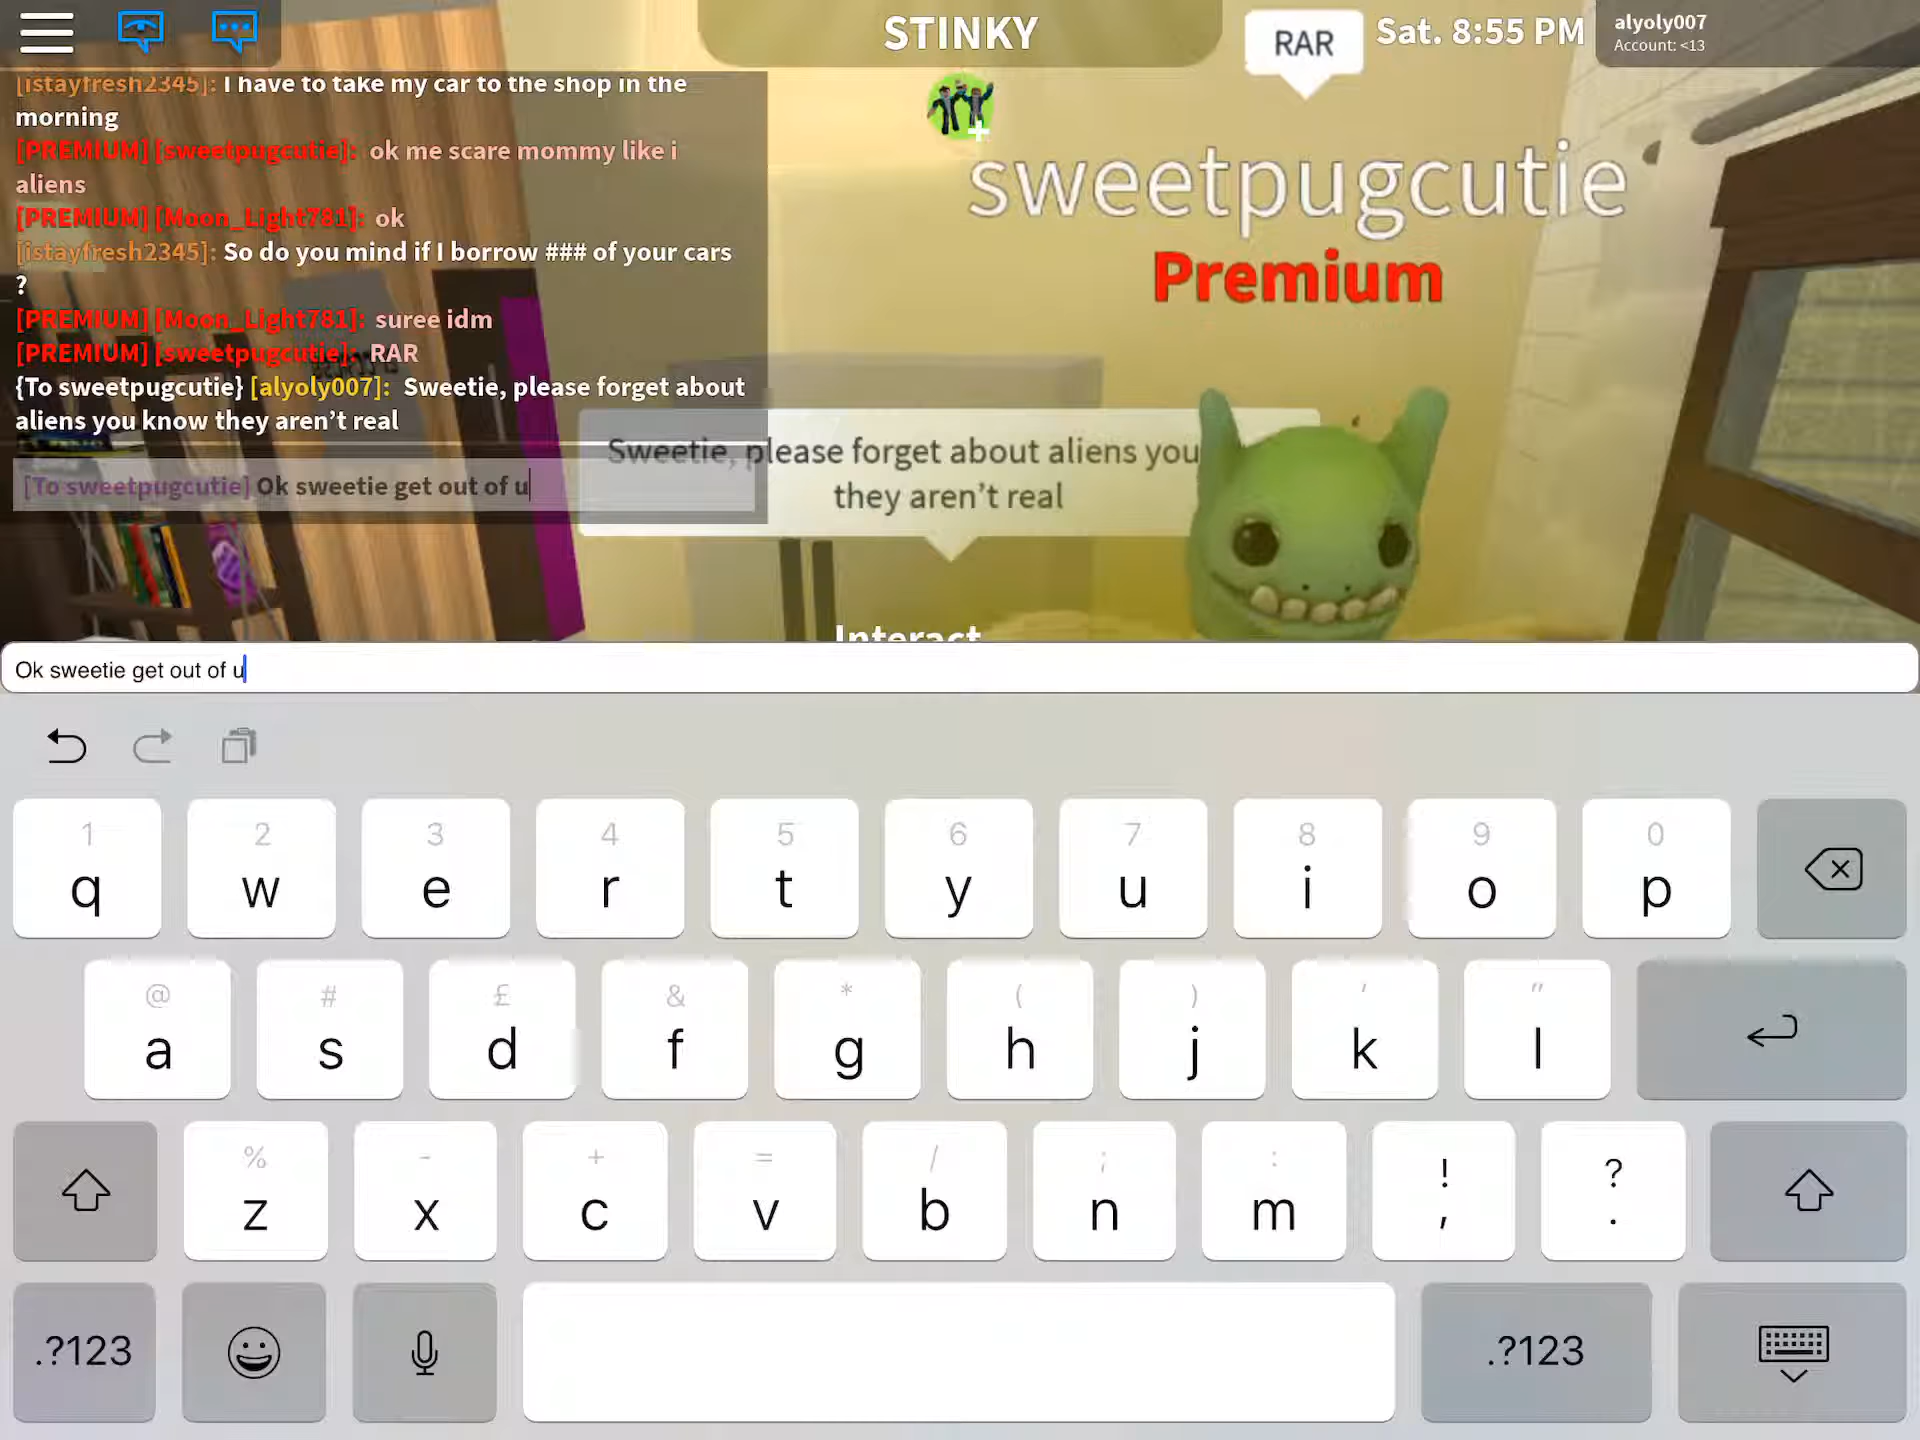 STINKY
RAR
Sat. 8:55 PM
alyoly007
Account: <13
[istayfresh2345]: I have to take my car to the shop in the
morning
[PREMIUM] [sweetpugcutie]: ok me scare mommy like i
aliens
[PREMIUM] [Moon_Light781]: ok
[istayfresh2345]: So do you mind if I borrow ### of your cars
?
[PREMIUM] [Moon_Light781]: suree idm
[PREMIUM] [sweetpugcutie]: RAR
{To sweetpugcutie} [alyoly007]: Sweetie, please forget about
aliens you know they aren’t real
[To sweetpugcutie] Ok sweetie get out of u
sweetpugcutie
Premium
Sweetie, please forget about aliens you
they aren’t real
Interact
Ok sweetie get out of u
1 2 3 4 5 6 7 8 9 0
q w e r t y u i o p
@ # £ & * ( ) ' "
a s d f g h j k l
% - + = / ; : ! ?
z x c v b n m , .
.?123 .?123